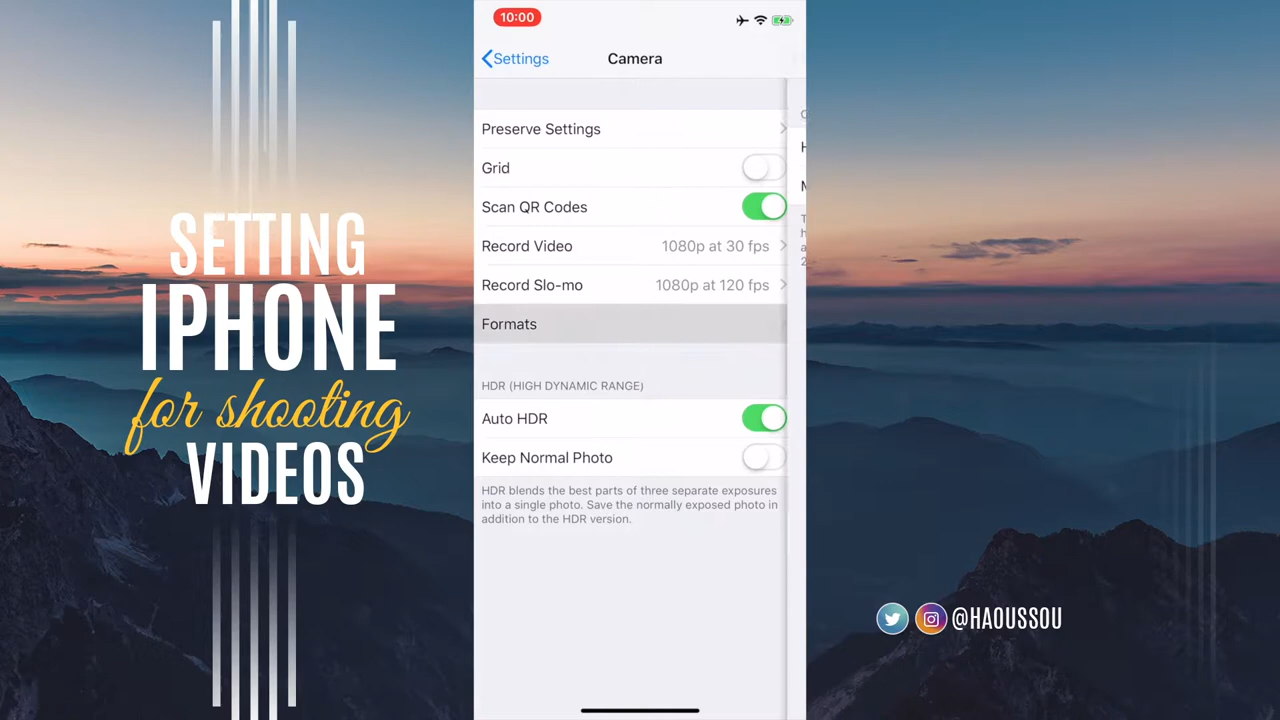 SETTING
IPHONE
for shooting
VIDEOS
10:00
Settings
Camera
Preserve Settings
Grid
Scan QR Codes
Record Video 1080p at 30 fps
Record Slo-mo 1080p at 120 fps
Formats
HDR (HIGH DYNAMIC RANGE)
Auto HDR
Keep Normal Photo
HDR blends the best parts of three separate exposures
into a single photo. Save the normally exposed photo in
addition to the HDR version.
@HAOUSSOU